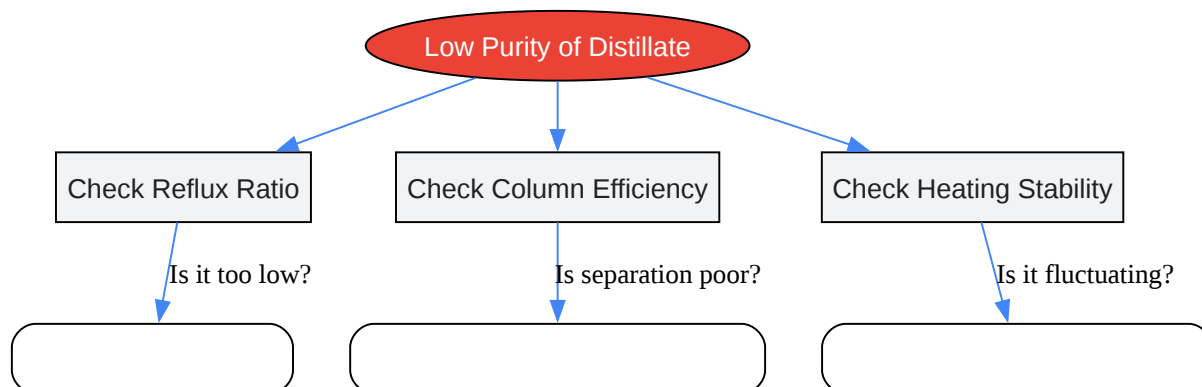 Low Purity of Distillate
Check Reflux Ratio
Check Column Efficiency
Check Heating Stability
Is it too low?
Is separation poor?
Is it fluctuating?